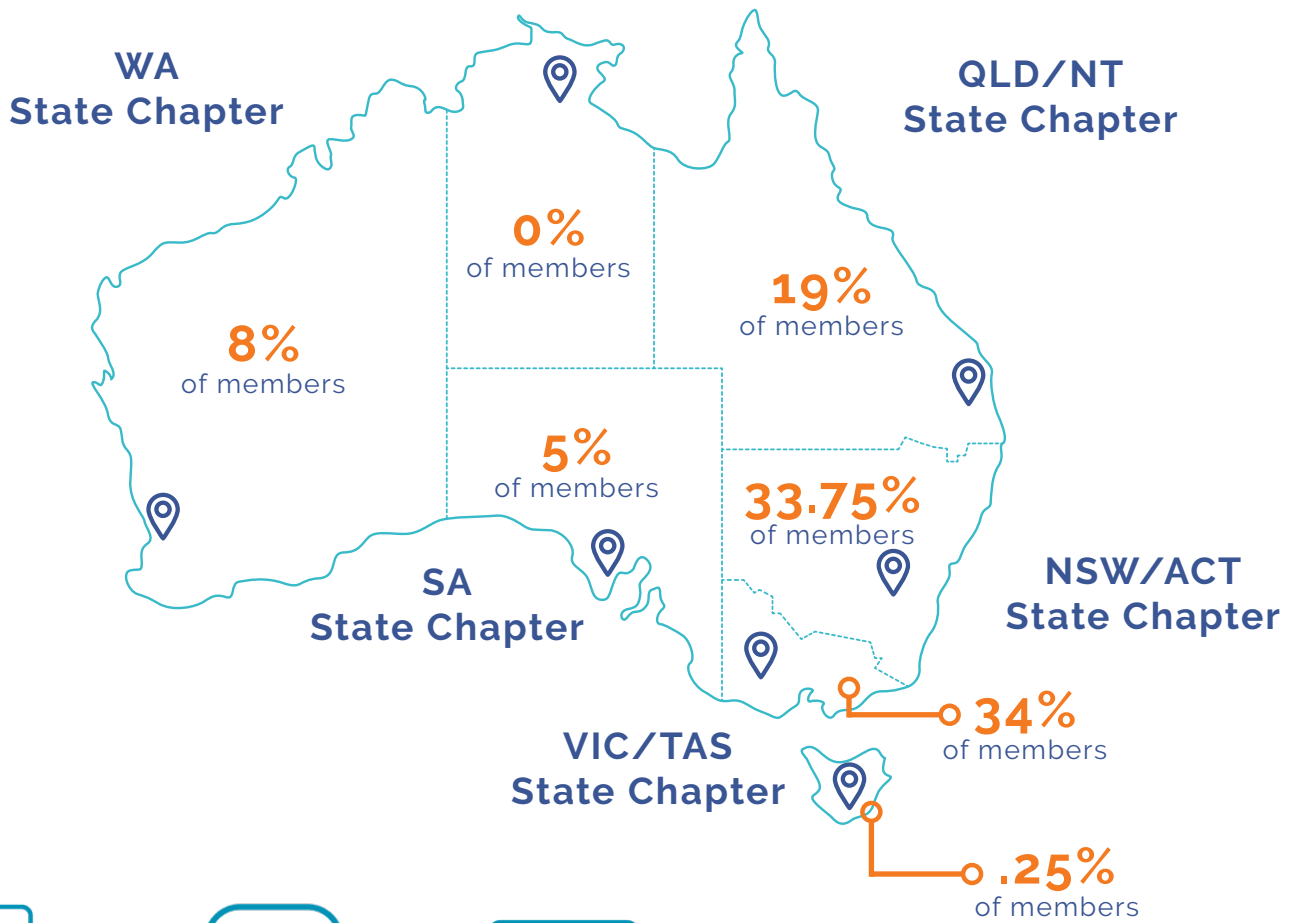 WA
State Chapter
QLD/NT
State Chapter
0%
of members
19%
of members
8%
of members
5%
of members
33.75%
of members
SA
State Chapter
NSW/ACT
State Chapter
34%
of members
VIC/TAS
State Chapter
.25%
of members